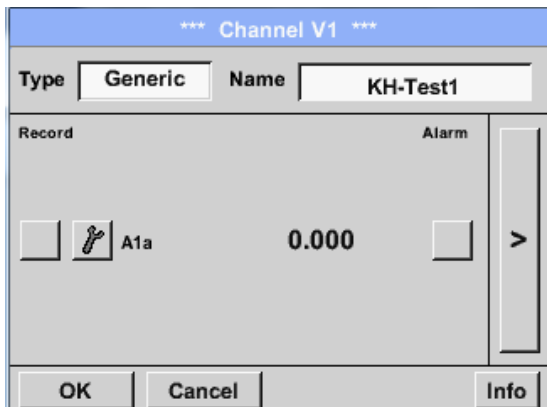 *** Channel V1 ***
Type Generic Name KH-Test1
Record Alarm
A1a 0.000 >
OK Cancel Info